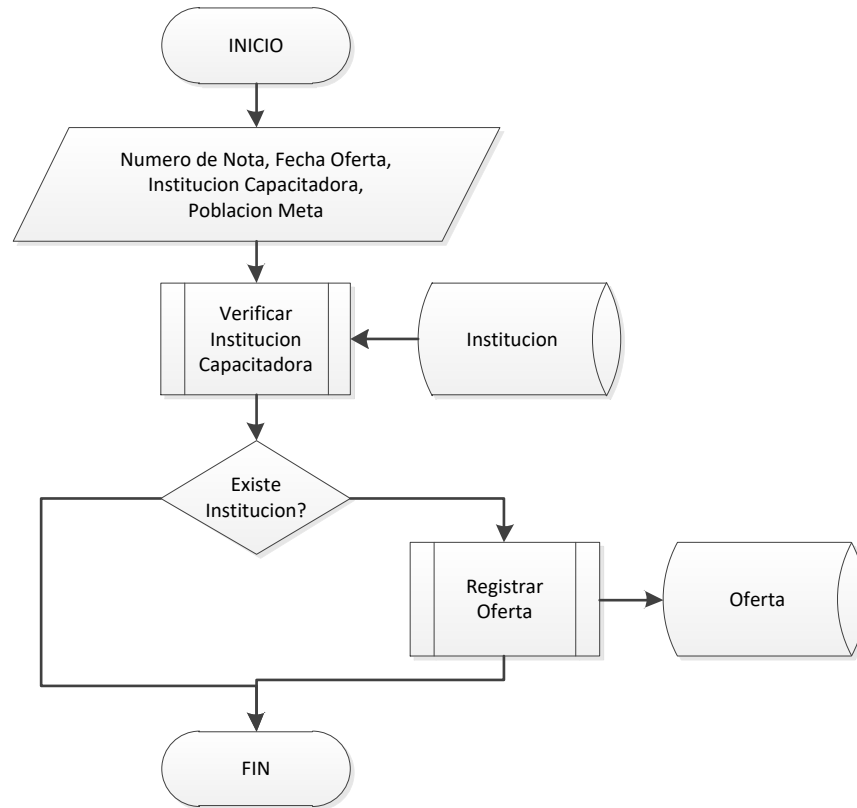 INICIO
Numero de Nota, Fecha Oferta,
Institucion Capacitadora,
Poblacion Meta
Verificar
Institucion
Capacitadora
Institucion
Existe
Institucion?
Registrar
Oferta
Oferta
FIN